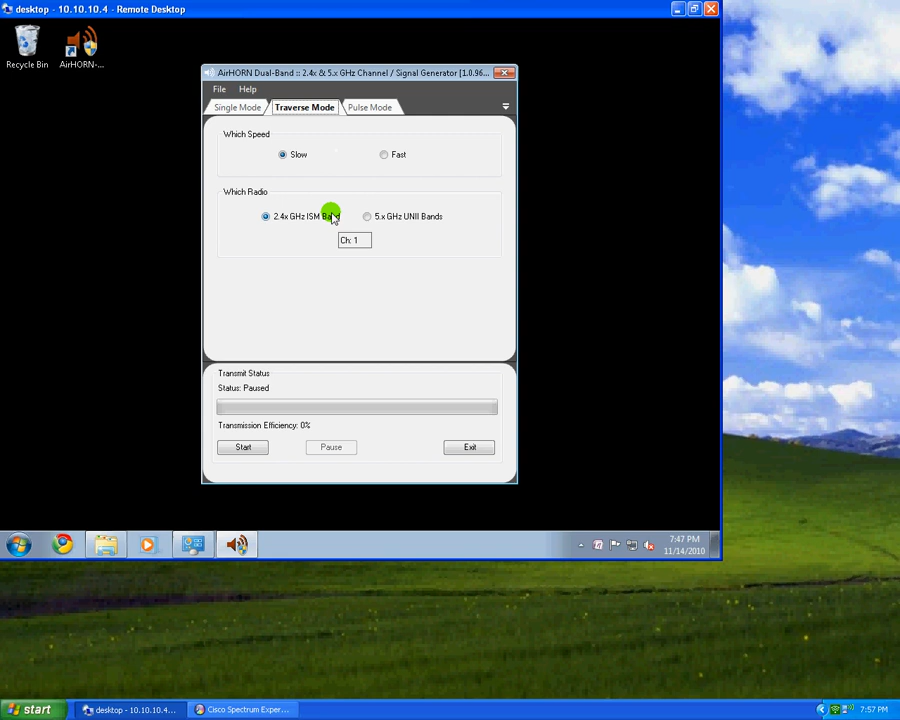 desktop - 10.10.10.4 - Remote Desktop
Recycle Bin
AirHORN-...
AirHORN Dual-Band :: 2.4x & 5.x GHz Channel / Signal Generator [1.0.96...
File Help
Single Mode Traverse Mode Pulse Mode
Which Speed
Slow Fast
Which Radio
2.4x GHz ISM Band 5.x GHz UNII Bands
Ch: 1
Transmit Status
Status: Paused
Transmission Efficiency: 0%
Start Pause Exit
7:47 PM
11/14/2010
start
desktop - 10.10.10.4...
Cisco Spectrum Exper...
7:57 PM